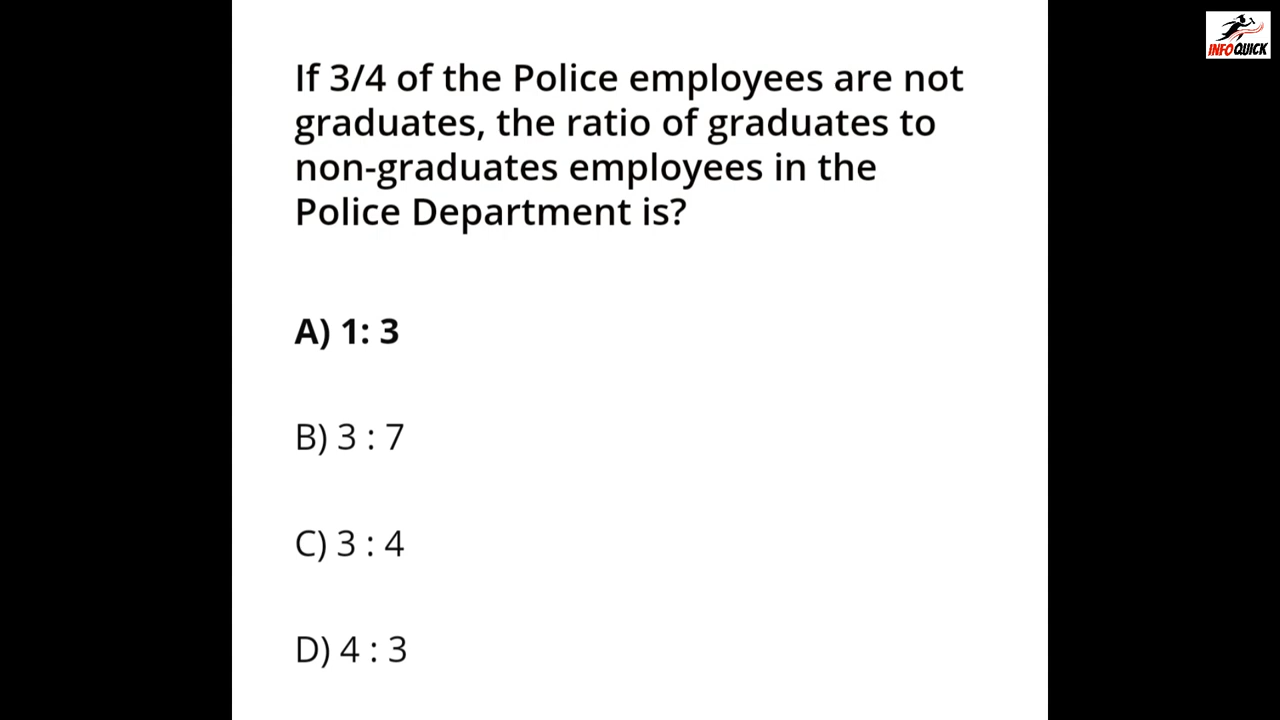 INFOQUICK
If 3/4 of the Police employees are not
graduates, the ratio of graduates to
non-graduates employees in the
Police Department is?
A) 1: 3
B) 3 : 7
C) 3 : 4
D) 4 : 3